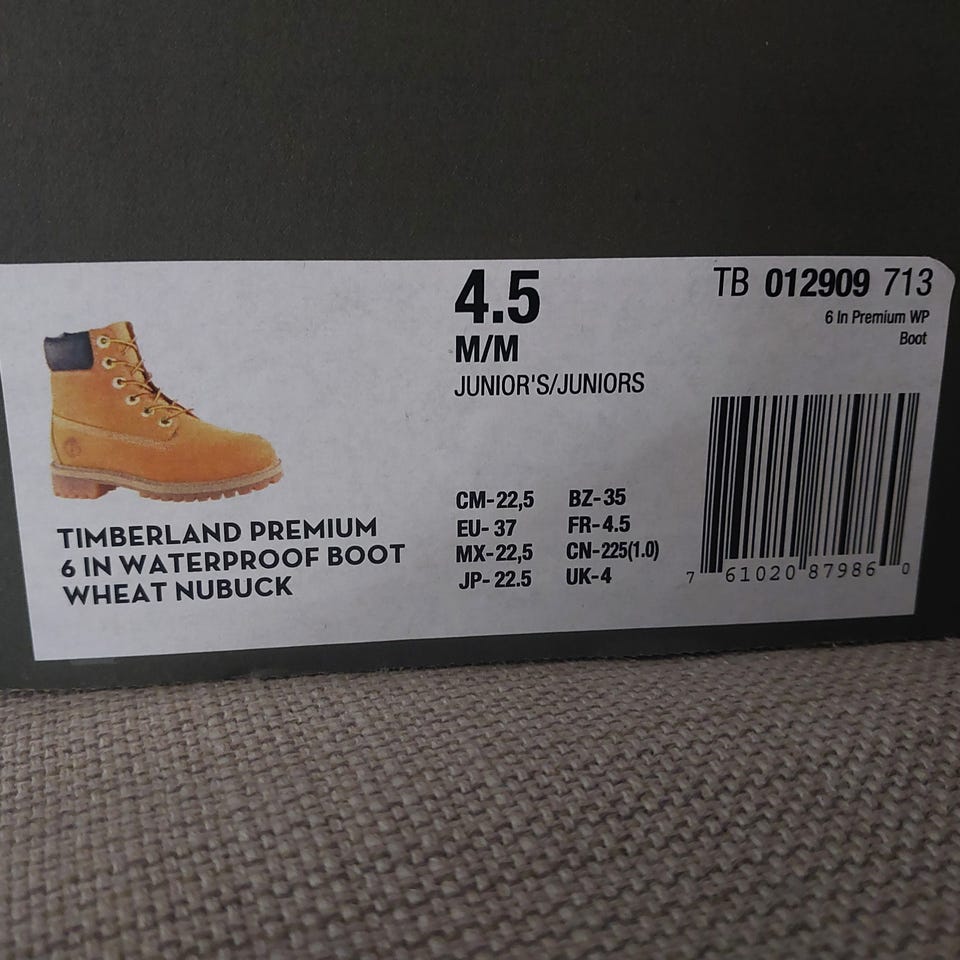 4.5
M/M
JUNIOR'S/JUNIORS
TB 012909 713
6 In Premium WP
Boot
TIMBERLAND PREMIUM
6 IN WATERPROOF BOOT
WHEAT NUBUCK
CM-22,5 BZ-35
EU- 37 FR-4.5
MX-22,5 CN-225(1.0)
JP- 22.5 UK-4
7 61020 87986 0